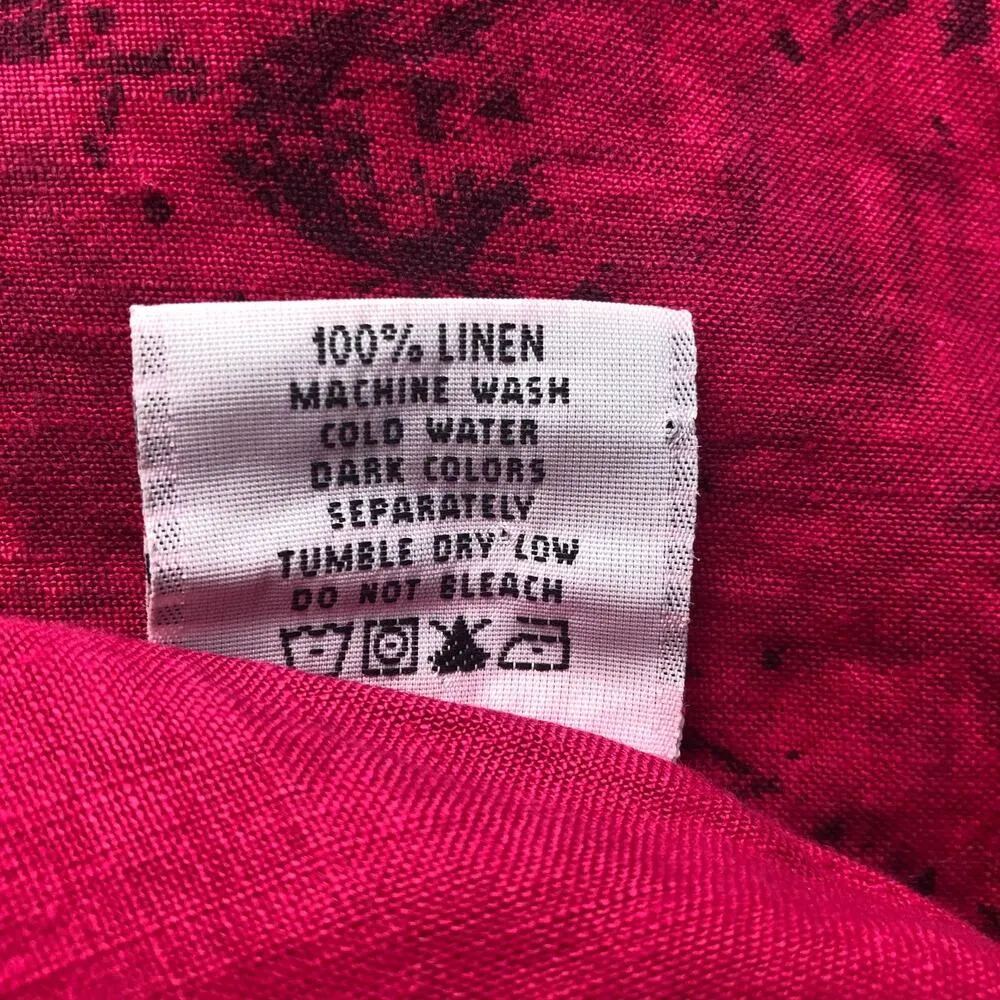 100% LINEN
MACHINE WASH
COLD WATER
DARK COLORS
SEPARATELY
TUMBLE DRY LOW
DO NOT BLEACH